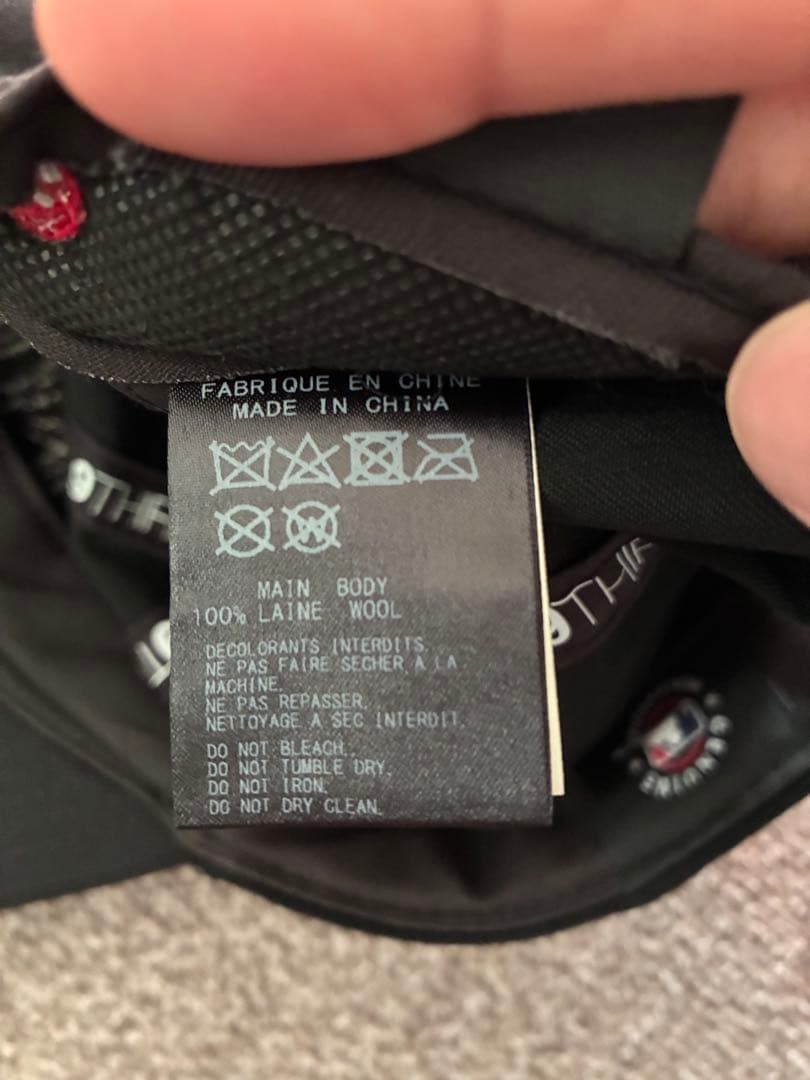 FABRIQUE EN CHINE
MADE IN CHINA
MAIN BODY
100% LAINE WOOL
DECOLORANTS INTERDITS.
NE PAS FAIRE SECHER A LA
MACHINE.
NE PAS REPASSER.
NETTOYAGE A SEC INTERDIT.
DO NOT BLEACH.
DO NOT TUMBLE DRY.
DO NOT IRON.
DO NOT DRY CLEAN.
GENUINE